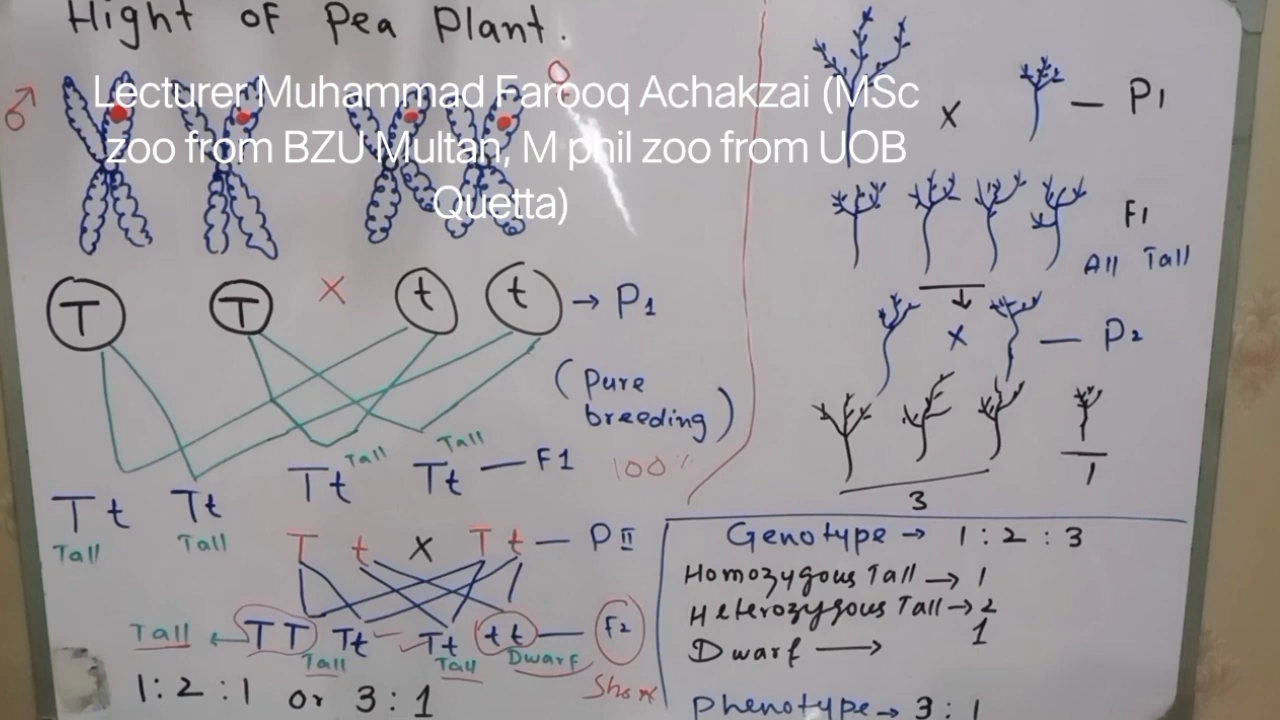 Hight of Pea Plant.
Lecturer Muhammad Farooq Achakzai (MSc
zoo from BZU Multan, M phil zoo from UOB
Quetta)
♂ ♀
T T × t t → P1
(Pure
breeding)
Tall Tall
Tt Tt — F1 100%
Tt Tt
Tall Tall
T t × T t — PII
Tall ← TT Tt Tt tt — F2
Tall Tall Dwarf
Short
1:2:1 or 3:1
× — P1
F1
All Tall
× — P2
3 1
Genotype → 1:2:3
Homozygous Tall → 1
Heterozygous Tall → 2
Dwarf → 1
Phenotype → 3:1